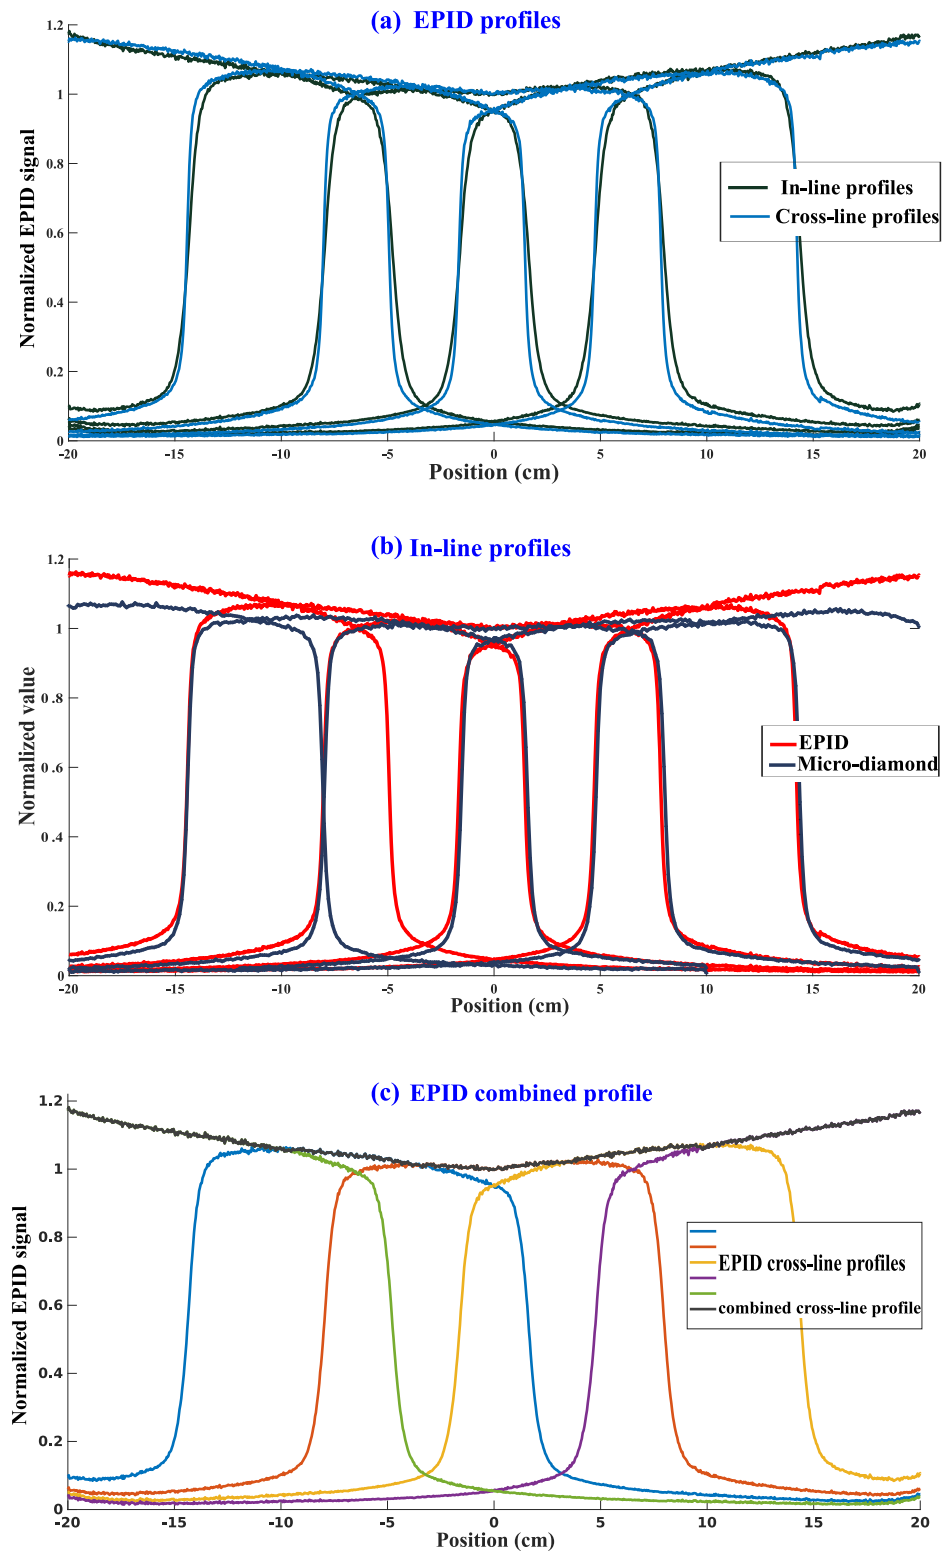 (a) EPID profiles
1.2
1
0.8
0.6
0.4
0.2
0
Normalized EPID signal
In-line profiles
Cross-line profiles
-20 -15 -10 -5 0 5 10 15 20
Position (cm)
(b) In-line profiles
1.2
1
0.8
0.6
0.4
0.2
0
Normalized value
EPID
Micro-diamond
-20 -15 -10 -5 0 5 10 15 20
Position (cm)
(c) EPID combined profile
1.2
1
0.8
0.6
0.4
0.2
0
Normalized EPID signal
EPID cross-line profiles
combined cross-line profile
-20 -15 -10 -5 0 5 10 15 20
Position (cm)